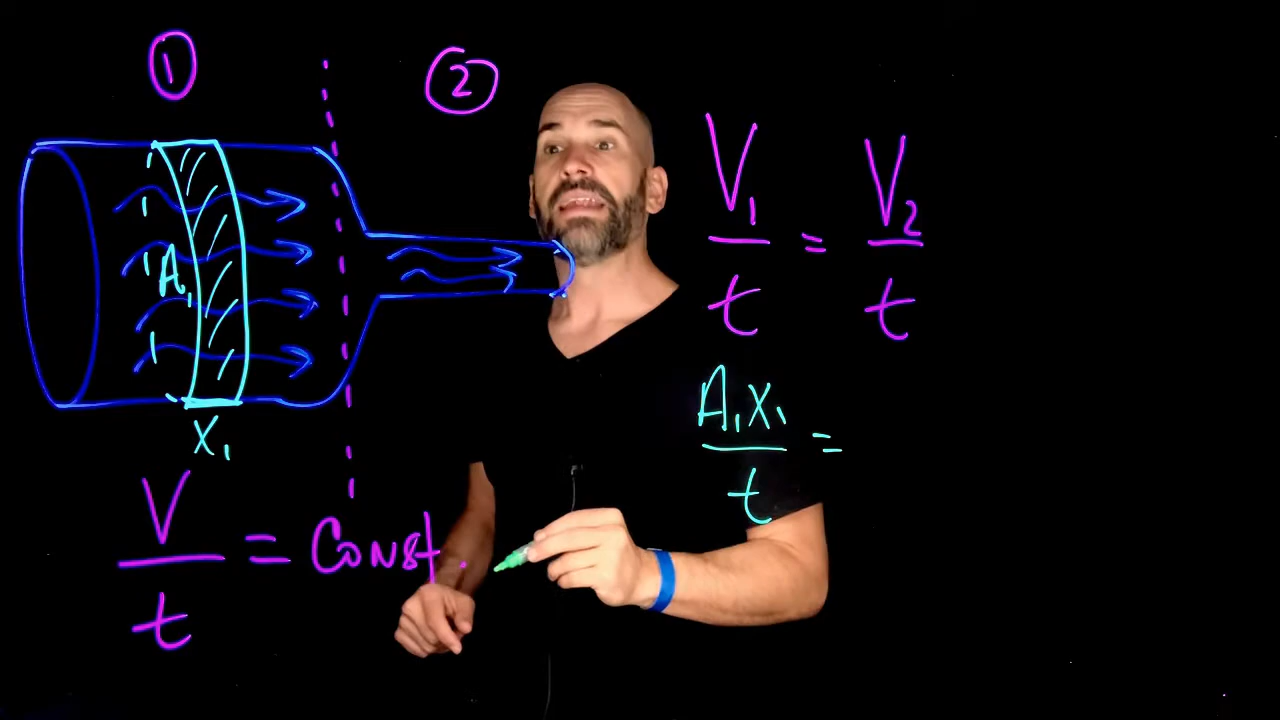 ① ②
V₁/t = V₂/t
A₁
A₁x₁/t =
x₁
V/t = Const.